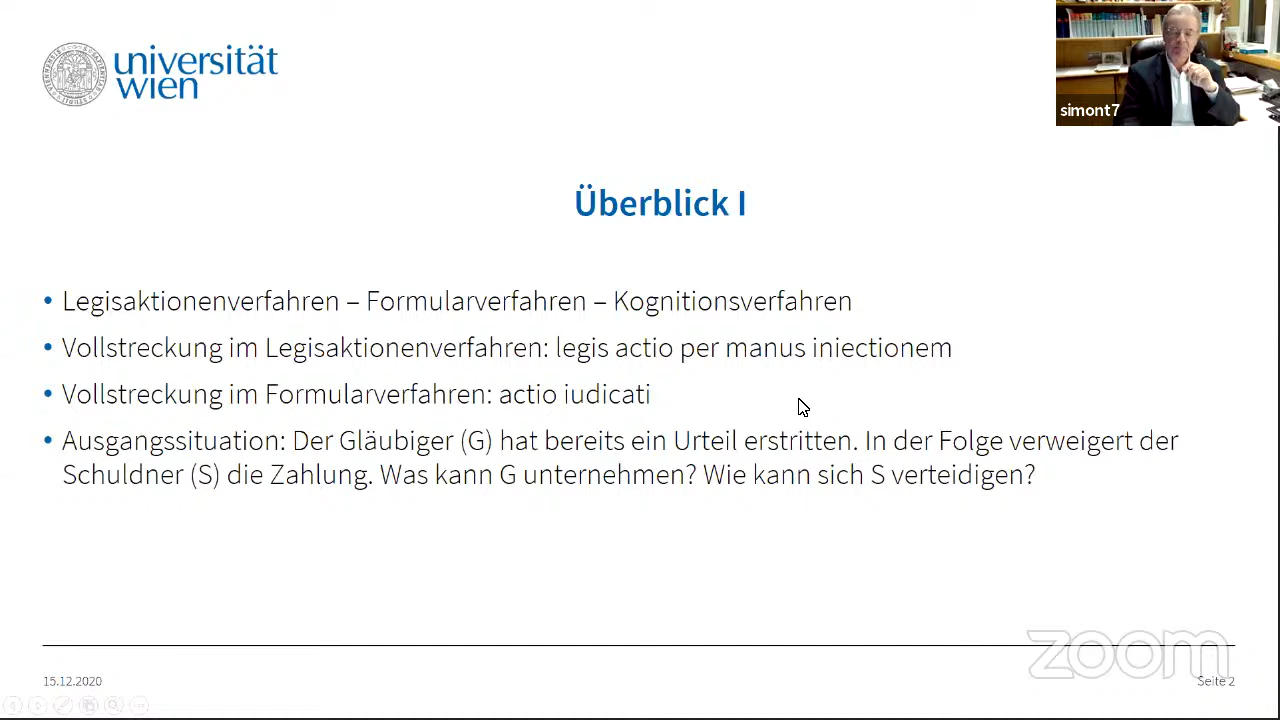 universität
wien
simont7
Überblick I
• Legisaktionenverfahren – Formularverfahren – Kognitionsverfahren
• Vollstreckung im Legisaktionenverfahren: legis actio per manus iniectionem
• Vollstreckung im Formularverfahren: actio iudicati
• Ausgangssituation: Der Gläubiger (G) hat bereits ein Urteil erstritten. In der Folge verweigert der
Schuldner (S) die Zahlung. Was kann G unternehmen? Wie kann sich S verteidigen?
zoom
15.12.2020
Seite 2